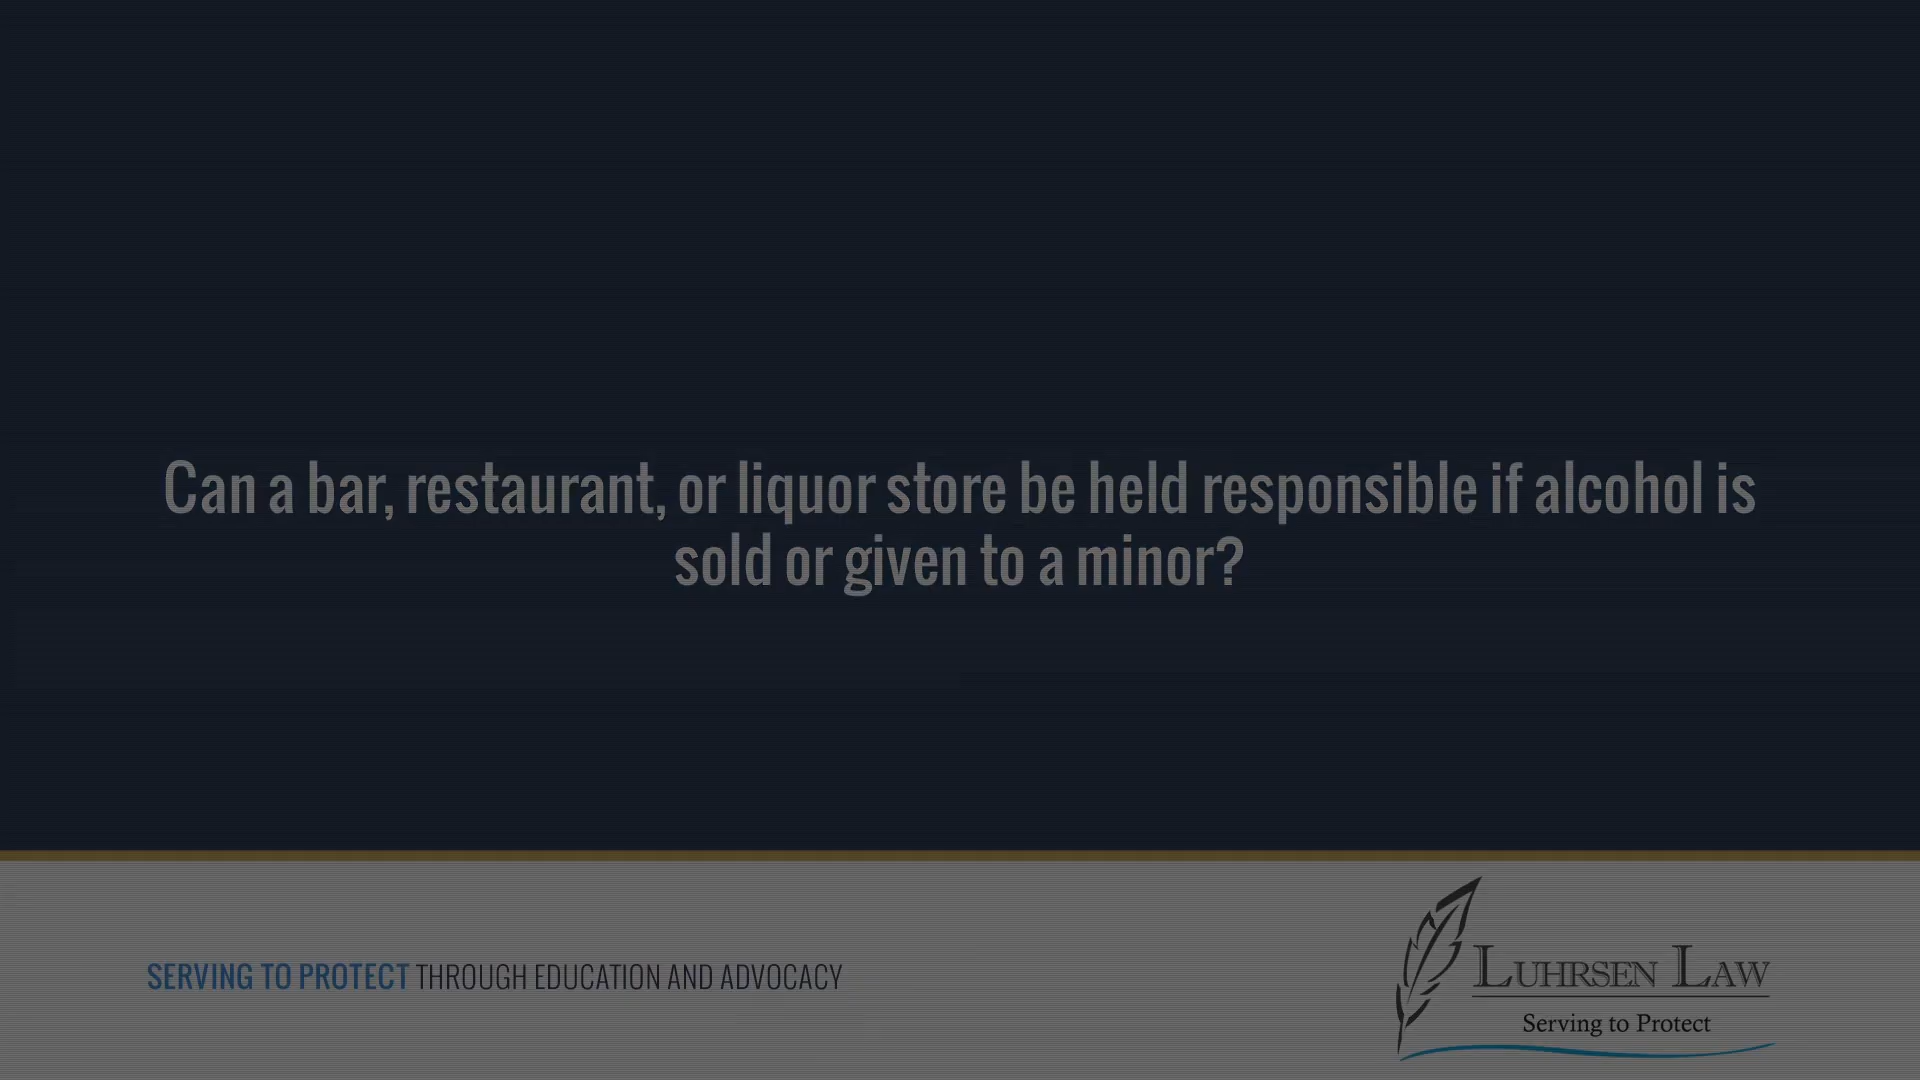 Can a bar, restaurant, or liquor store be held responsible if alcohol is
sold or given to a minor?
SERVING TO PROTECT THROUGH EDUCATION AND ADVOCACY
LUHRSEN LAW
Serving to Protect